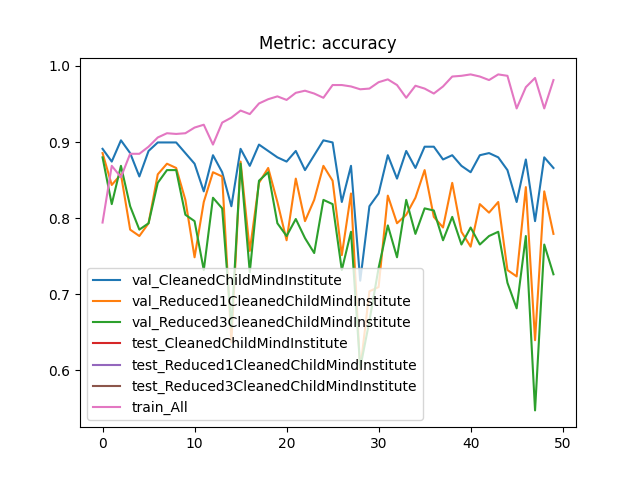 Metric: accuracy
1.0
0.9
0.8
0.7
0.6
val_CleanedChildMindInstitute
val_Reduced1CleanedChildMindInstitute
val_Reduced3CleanedChildMindInstitute
test_CleanedChildMindInstitute
test_Reduced1CleanedChildMindInstitute
test_Reduced3CleanedChildMindInstitute
train_All
0 10 20 30 40 50